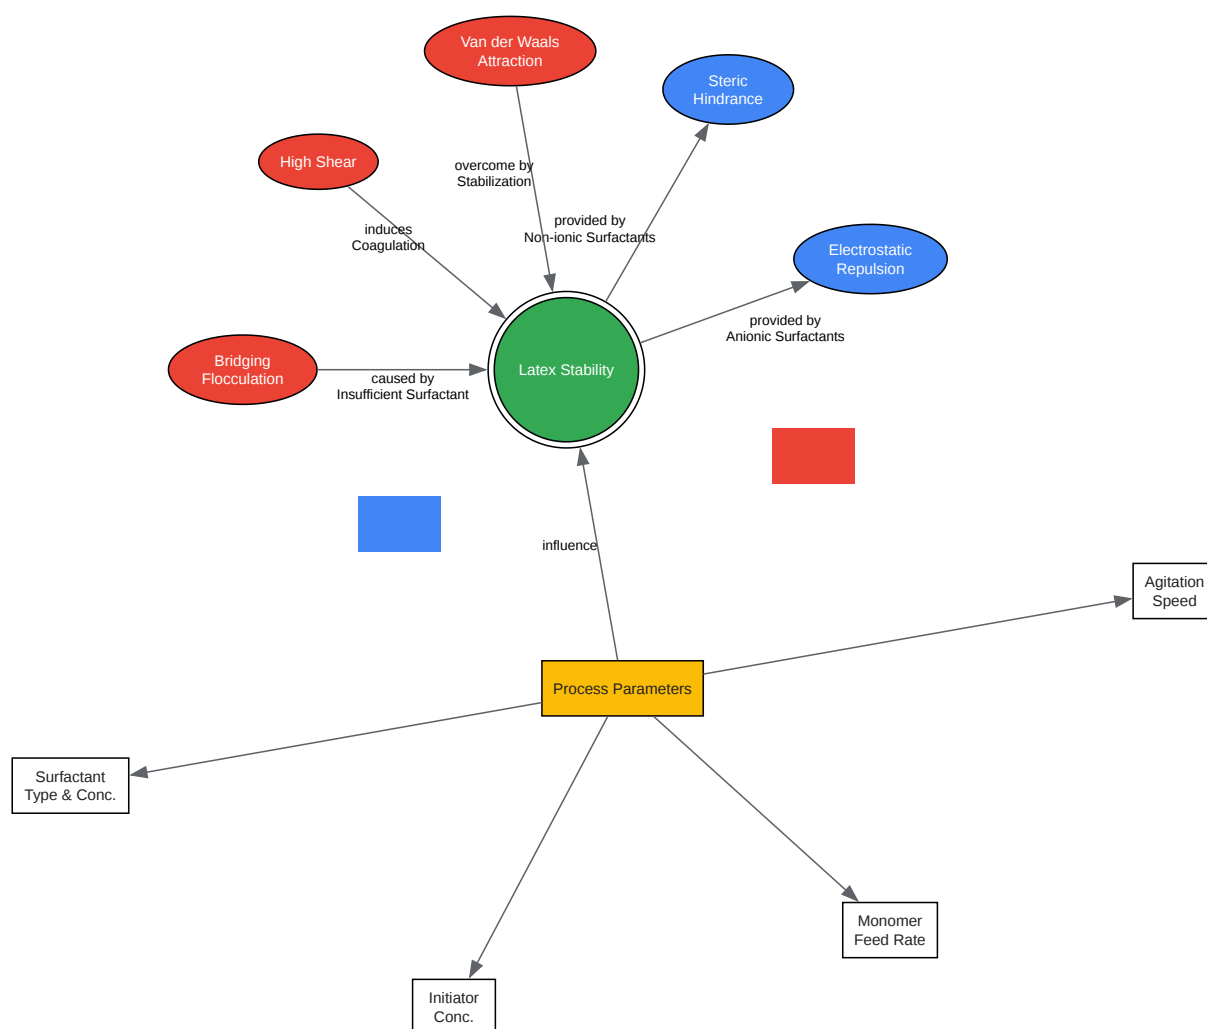 Van der Waals
Attraction
Steric
Hindrance
High Shear
overcome by
Stabilization
provided by
Non-ionic Surfactants
induces
Coagulation
Electrostatic
Repulsion
provided by
Anionic Surfactants
Bridging
Flocculation
caused by
Insufficient Surfactant
Latex Stability
influence
Agitation
Speed
Process Parameters
Surfactant
Type & Conc.
Monomer
Feed Rate
Initiator
Conc.